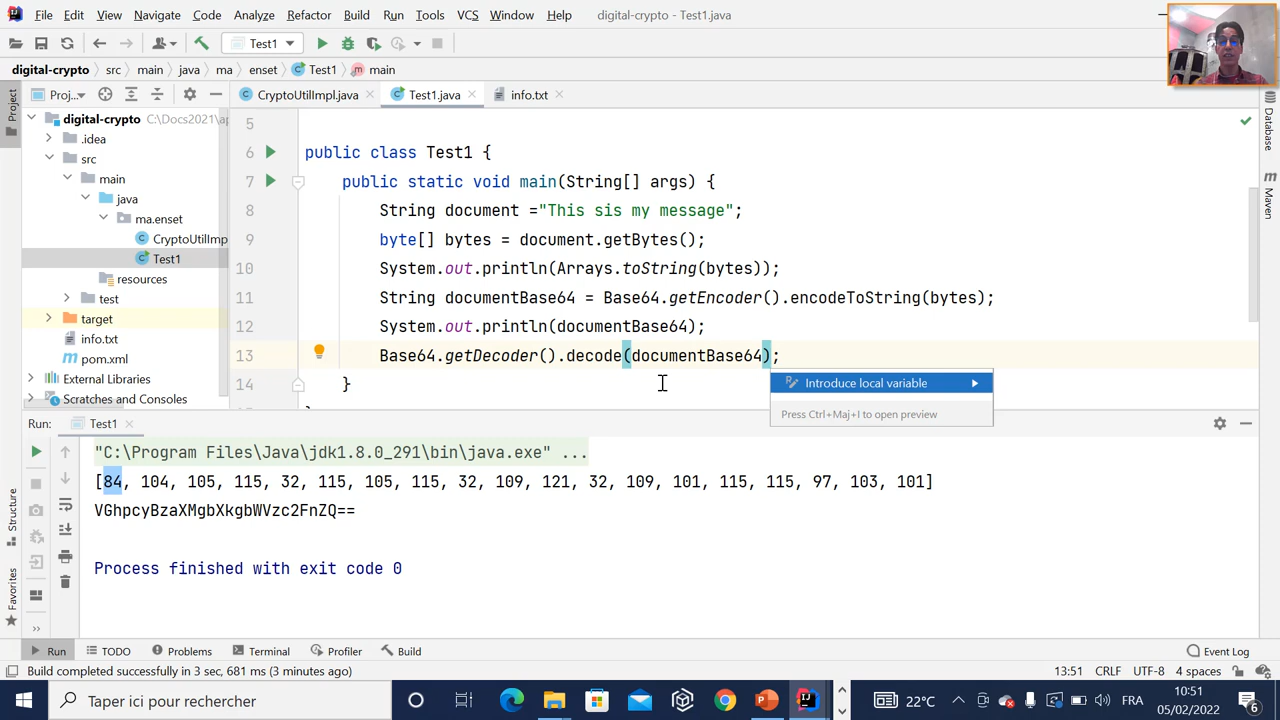 File Edit View Navigate Code Analyze Refactor Build Run Tools VCS Window Help digital-crypto - Test1.java
Test1
digital-crypto src main java ma enset Test1 main
Project
Proj...
CryptoUtilImpl.java
Test1.java
info.txt
digital-crypto C:\Docs2021\ap
.idea
src
main
java
ma.enset
CryptoUtilImp
Test1
resources
test
target
info.txt
pom.xml
External Libraries
Scratches and Consoles
5
6 public class Test1 {
7 public static void main(String[] args) {
8 String document ="This sis my message";
9 byte[] bytes = document.getBytes();
10 System.out.println(Arrays.toString(bytes));
11 String documentBase64 = Base64.getEncoder().encodeToString(bytes);
12 System.out.println(documentBase64);
13 Base64.getDecoder().decode(documentBase64);
14 }
Introduce local variable
Press Ctrl+Maj+I to open preview
Database
Maven
Run: Test1
"C:\Program Files\Java\jdk1.8.0_291\bin\java.exe" ...
[84, 104, 105, 115, 32, 115, 105, 115, 32, 109, 121, 32, 109, 101, 115, 115, 97, 103, 101]
VGhpcyBzaXMgbXkgbWVzc2FnZQ==
Process finished with exit code 0
Structure
Favorites
Run TODO Problems Terminal Profiler Build Event Log
Build completed successfully in 3 sec, 681 ms (3 minutes ago) 13:51 CRLF UTF-8 4 spaces
Taper ici pour rechercher
22°C
FRA
10:51
05/02/2022
6